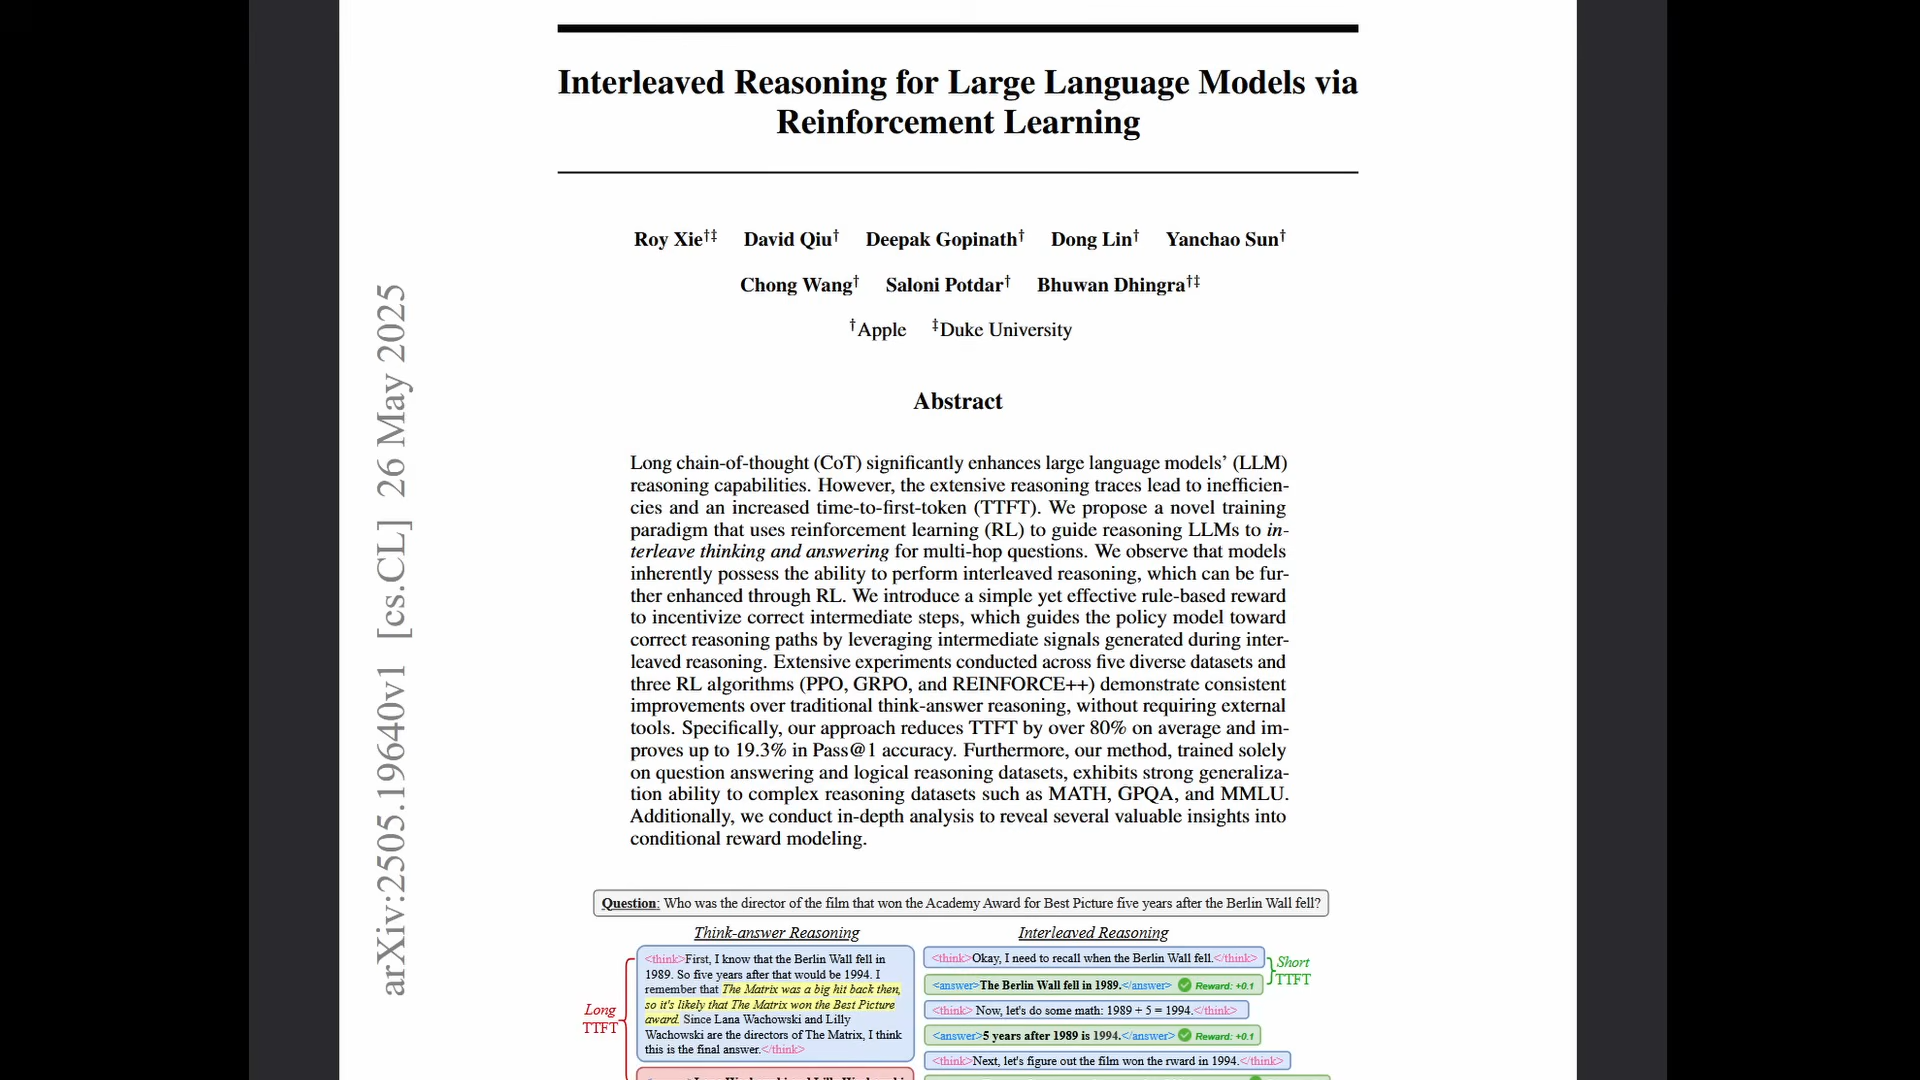 Interleaved Reasoning for Large Language Models via
Reinforcement Learning
Roy Xie†‡ David Qiu† Deepak Gopinath† Dong Lin† Yanchao Sun†
Chong Wang† Saloni Potdar† Bhuwan Dhingra†‡
†Apple ‡Duke University
arXiv:2505.19640v1 [cs.CL] 26 May 2025
Abstract
Long chain-of-thought (CoT) significantly enhances large language models’ (LLM)
reasoning capabilities. However, the extensive reasoning traces lead to inefficien-
cies and an increased time-to-first-token (TTFT). We propose a novel training
paradigm that uses reinforcement learning (RL) to guide reasoning LLMs to in-
terleave thinking and answering for multi-hop questions. We observe that models
inherently possess the ability to perform interleaved reasoning, which can be fur-
ther enhanced through RL. We introduce a simple yet effective rule-based reward
to incentivize correct intermediate steps, which guides the policy model toward
correct reasoning paths by leveraging intermediate signals generated during inter-
leaved reasoning. Extensive experiments conducted across five diverse datasets and
three RL algorithms (PPO, GRPO, and REINFORCE++) demonstrate consistent
improvements over traditional think-answer reasoning, without requiring external
tools. Specifically, our approach reduces TTFT by over 80% on average and im-
proves up to 19.3% in Pass@1 accuracy. Furthermore, our method, trained solely
on question answering and logical reasoning datasets, exhibits strong generaliza-
tion ability to complex reasoning datasets such as MATH, GPQA, and MMLU.
Additionally, we conduct in-depth analysis to reveal several valuable insights into
conditional reward modeling.
Question: Who was the director of the film that won the Academy Award for Best Picture five years after the Berlin Wall fell?
Think-answer Reasoning
Long
TTFT
<think>First, I know that the Berlin Wall fell in
1989. So five years after that would be 1994. I
remember that The Matrix was a big hit back then,
so it's likely that The Matrix won the Best Picture
award. Since Lana Wachowski and Lilly
Wachowski are the directors of The Matrix, I think
this is the final answer.</think>
Interleaved Reasoning
<think>Okay, I need to recall when the Berlin Wall fell.</think>
<answer>The Berlin Wall fell in 1989.</answer> Reward: +0.1
Short
TTFT
<think> Now, let's do some math: 1989 + 5 = 1994.</think>
<answer>5 years after 1989 is 1994.</answer> Reward: +0.1
<think>Next, let's figure out the film won the rward in 1994.</think>